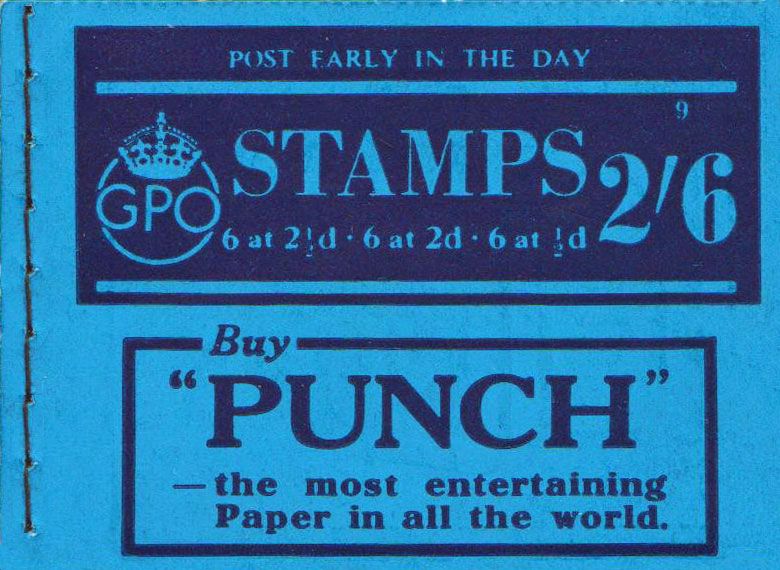 POST EARLY IN THE DAY
9
STAMPS 2/6
GPO
6 at 2½d · 6 at 2d · 6 at ½d
Buy
"PUNCH"
—the most entertaining
Paper in all the world.